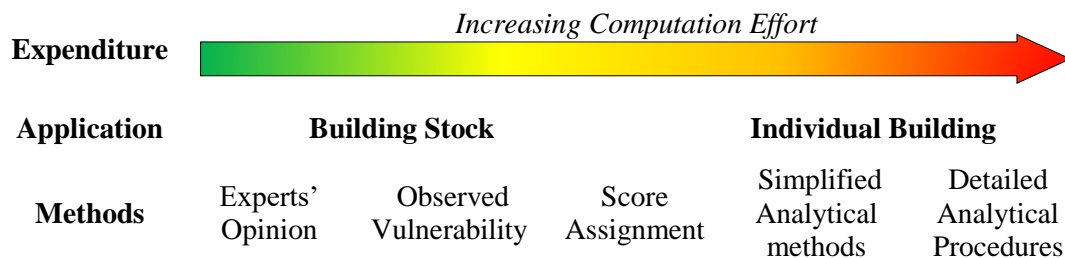 Increasing Computation Effort
Expenditure
Application Building Stock Individual Building
Methods
Experts’
Opinion
Observed
Vulnerability
Score
Assignment
Simplified
Analytical
methods
Detailed
Analytical
Procedures